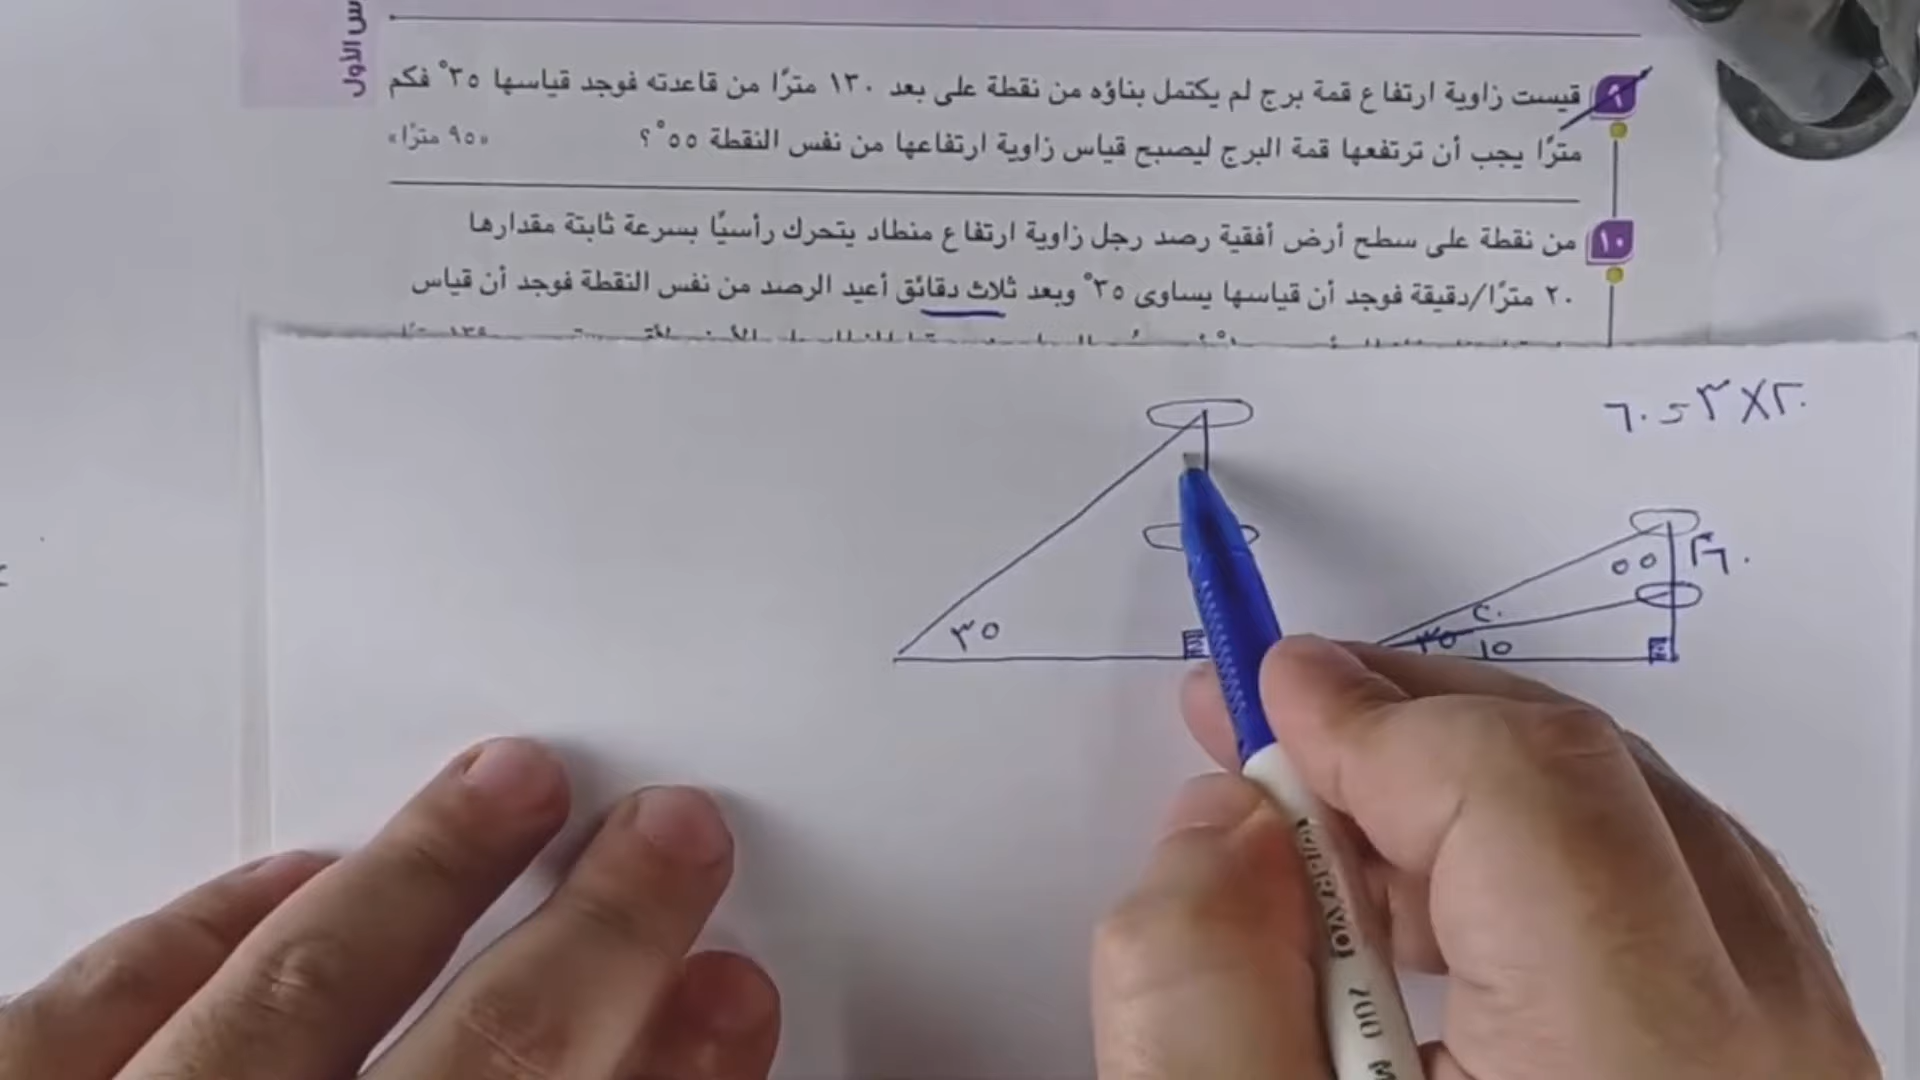 س الأول
٩ قيست زاوية ارتفاع قمة برج لم يكتمل بناؤه من نقطة على بعد ١٣٠ مترًا من قاعدته فوجد قياسها ٣٥° فكم
مترًا يجب أن ترتفعها قمة البرج ليصبح قياس زاوية ارتفاعها من نفس النقطة ٥٥°؟ «٩٥ مترًا»
١٠ من نقطة على سطح أرض أفقية رصد رجل زاوية ارتفاع منطاد يتحرك رأسيًا بسرعة ثابتة مقدارها
٢٠ مترًا/دقيقة فوجد أن قياسها يساوى ٣٥° وبعد ثلاث دقائق أعيد الرصد من نفس النقطة فوجد أن قياس
٢٠ × ٣ = ٦٠
٥٥
٦٠
٢٠
٣٥
١٥
٣٥
700 M